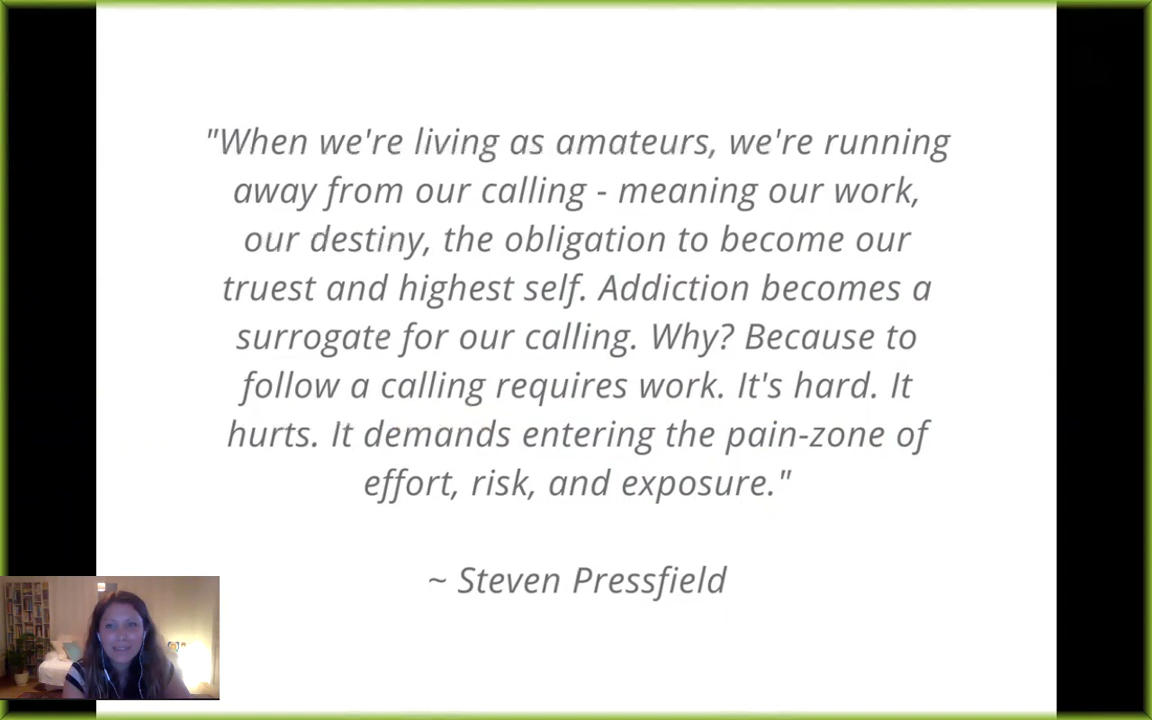 "When we're living as amateurs, we're running
away from our calling - meaning our work,
our destiny, the obligation to become our
truest and highest self. Addiction becomes a
surrogate for our calling. Why? Because to
follow a calling requires work. It's hard. It
hurts. It demands entering the pain-zone of
effort, risk, and exposure."
~ Steven Pressfield